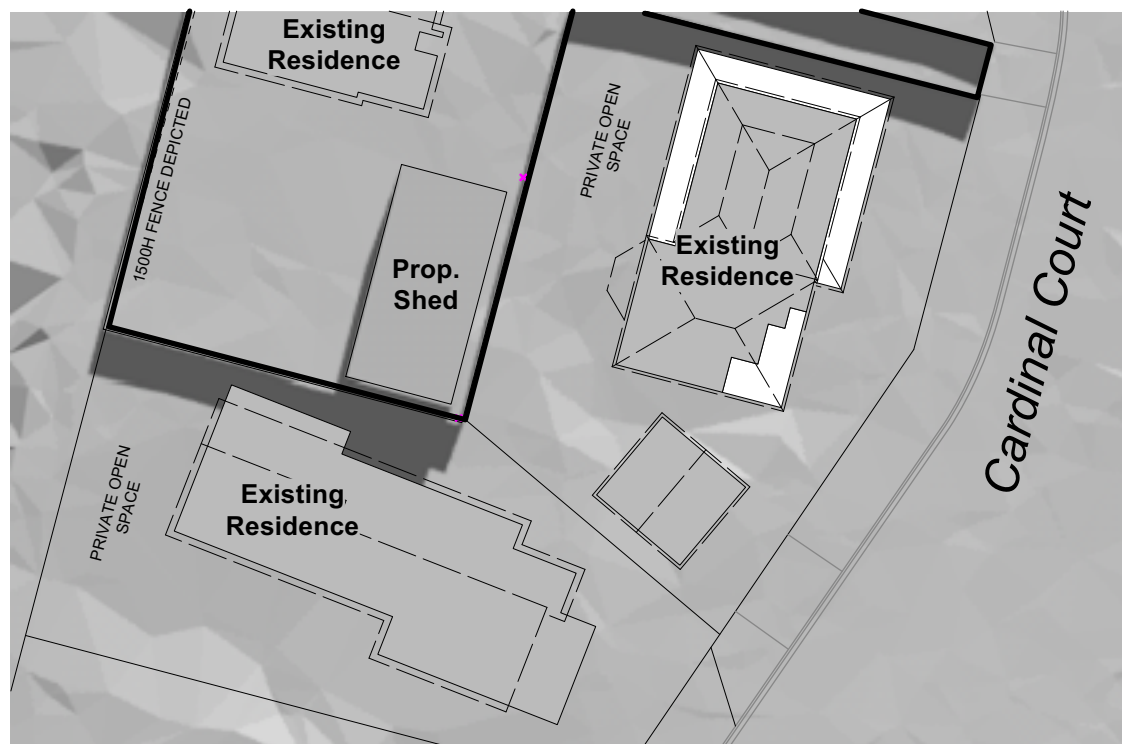 Existing
Residence
1500H FENCE DEPICTED
PRIVATE OPEN
SPACE
Existing
Residence
Prop.
Shed
Cardinal Court
PRIVATE OPEN
SPACE
Existing
Residence